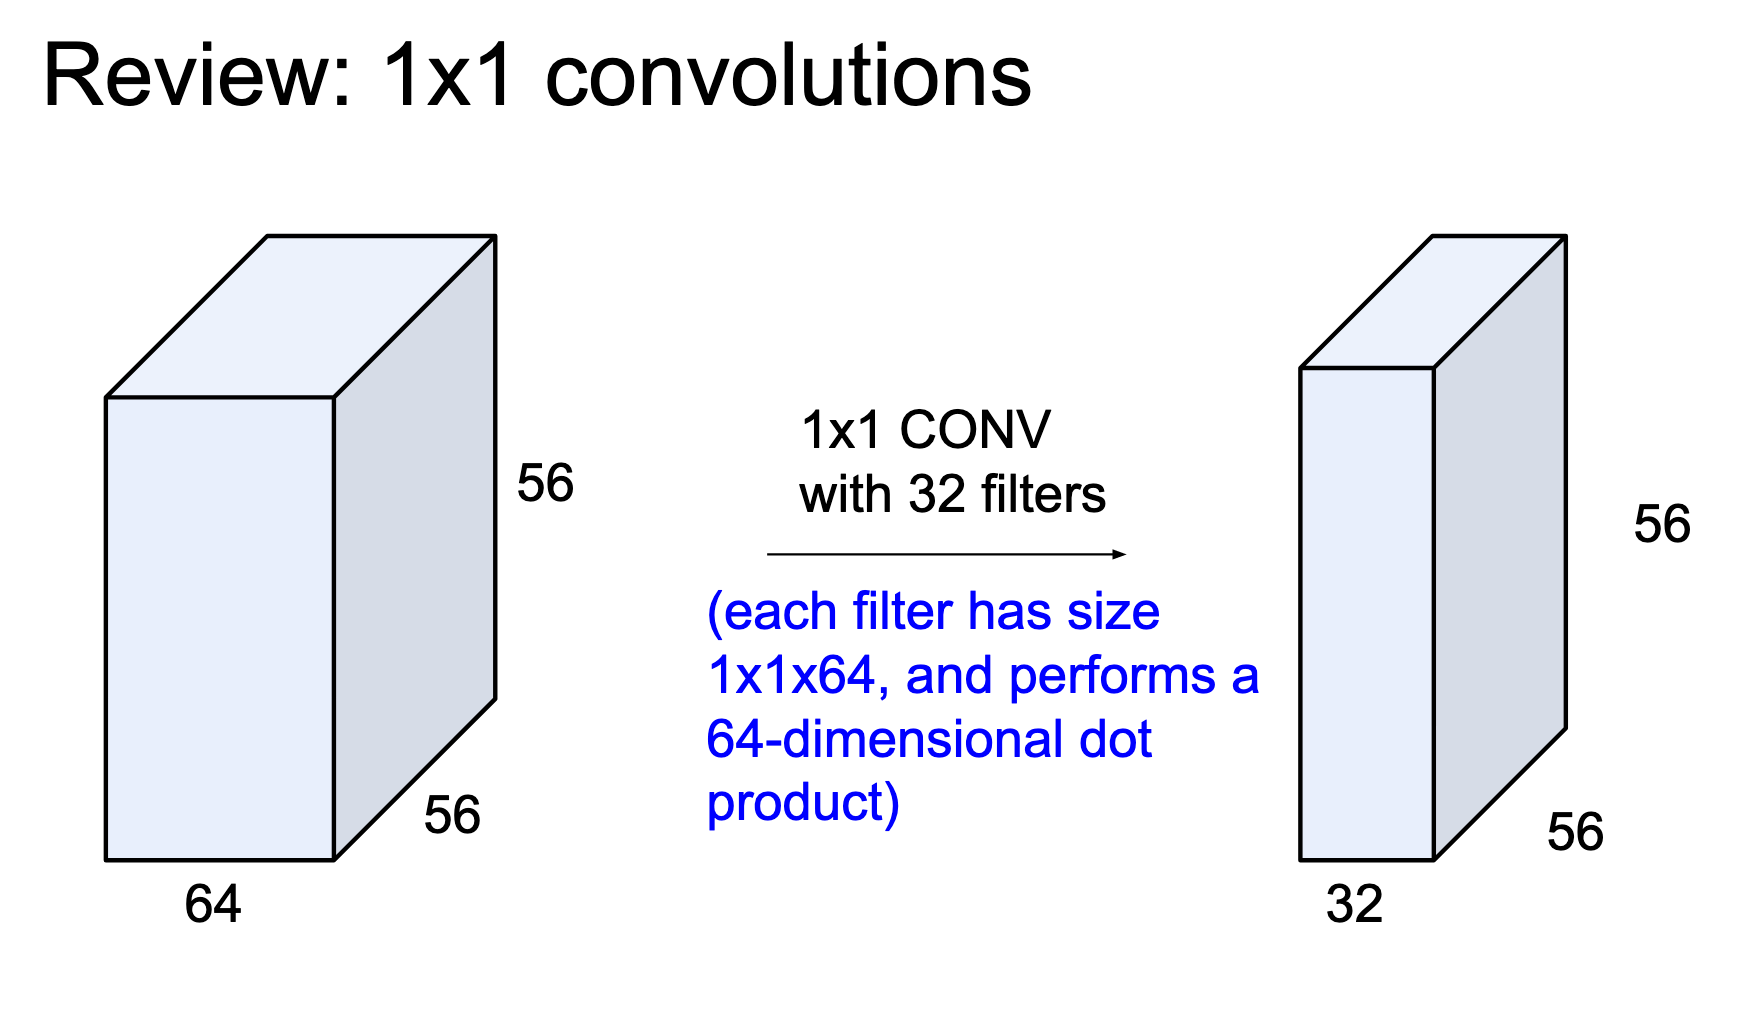 Review: 1x1 convolutions
56
56
64
1x1 CONV
with 32 filters
(each filter has size
1x1x64, and performs a
64-dimensional dot
product)
56
56
32